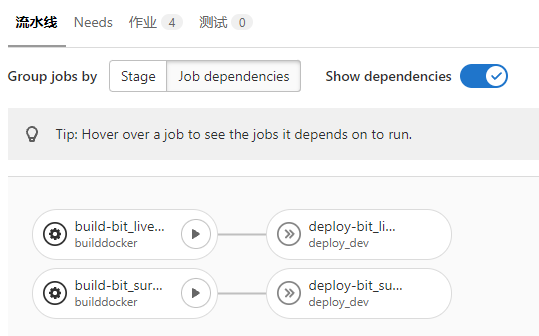 流水线 Needs 作业 4 测试 0
Group jobs by Stage Job dependencies Show dependencies
Tip: Hover over a job to see the jobs it depends on to run.
build-bit_live... deploy-bit_li...
builddocker deploy_dev
build-bit_sur... deploy-bit_su...
builddocker deploy_dev